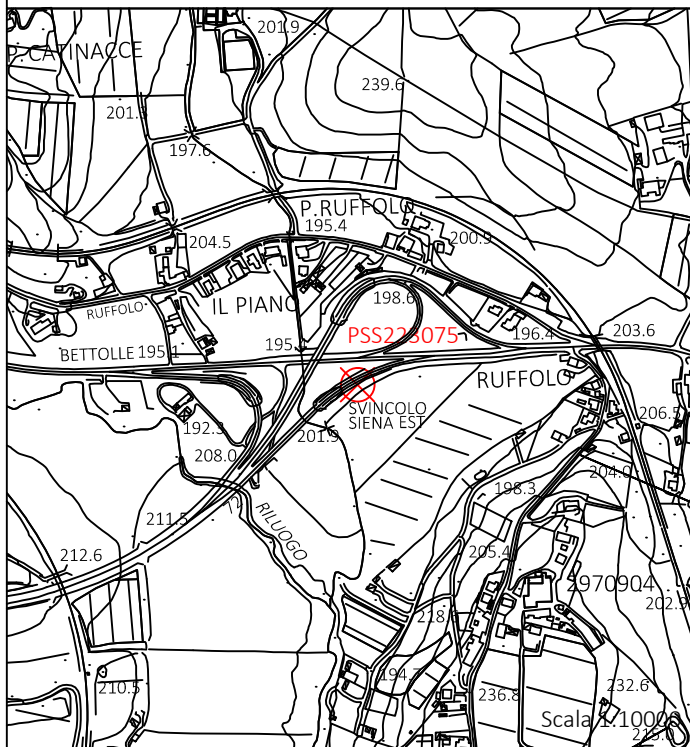 201.9
P. CATINACCE
239.6
201.
197.6
P.RUFFOLO
195.4
204.5
200.9
198.6
RUFFOLO
IL PIANO
PSS223075
196.4
203.6
BETTOLLE 195.1
195.
RUFFOLO
SVINCOLO
SIENA EST
192.3
201.9
206.5
208.0
204.0
198.3
211.5
RILUOGO
205.4
212.6
2970904
202.9
218.
194.
210.5
236.8
232.6
Scala 1:10000
215.0